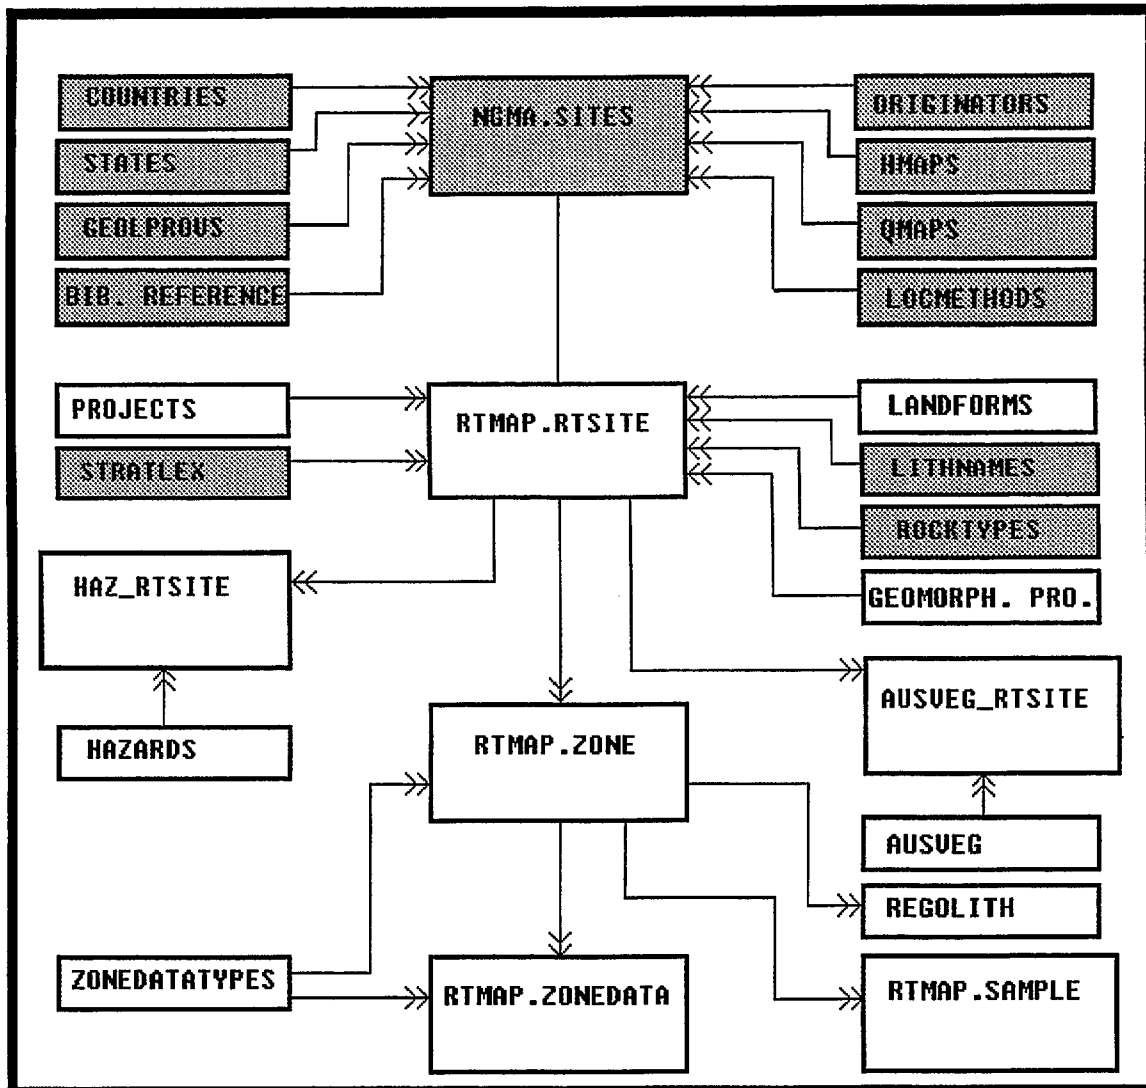 COUNTRIES
NGMA.SITES
ORIGINATORS
STATES
HMAPS
GEOLPROVS
QMAPS
BIB. REFERENCE
LOCMETHODS
PROJECTS
RTMAP.RTSITE
LANDFORMS
STRATLEX
LITHNAMES
ROCKTYPES
HAZ_RTSITE
GEOMORPH. PRO.
AUSVEG_RTSITE
HAZARDS
RTMAP.ZONE
AUSVEG
REGOLITH
ZONEDATATYPES
RTMAP.ZONEDATA
RTMAP.SAMPLE